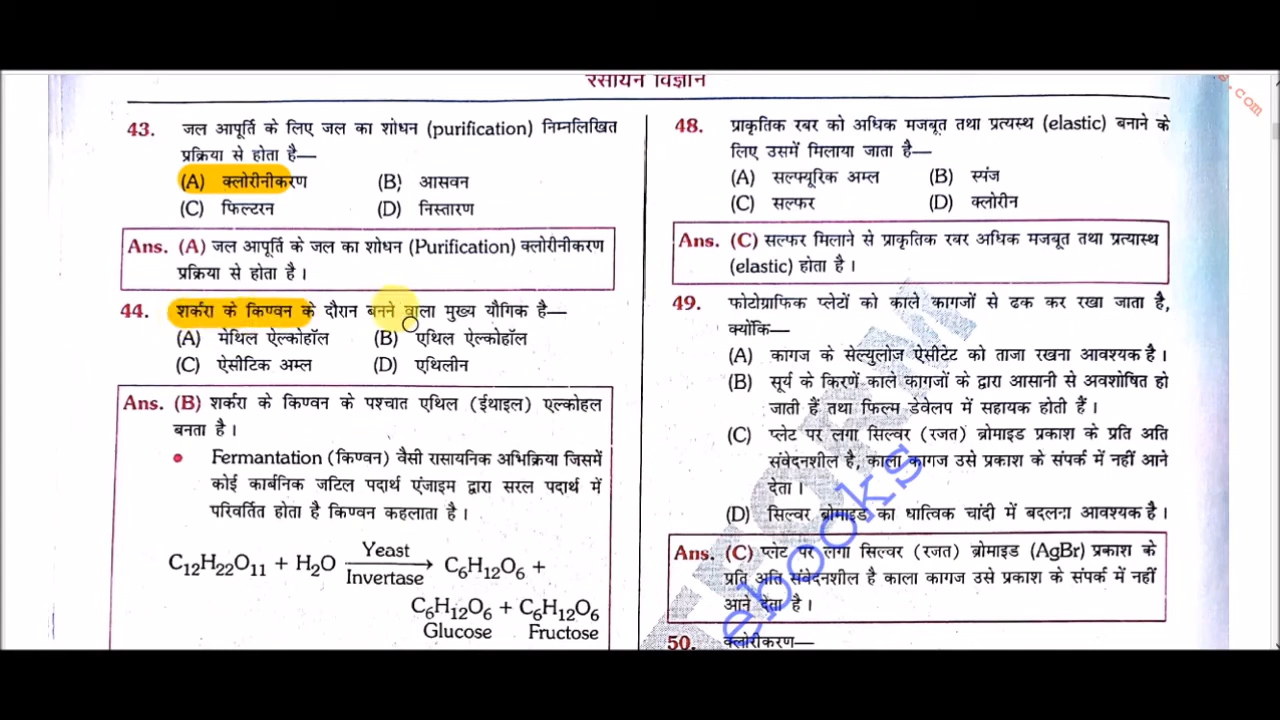 रसायन विज्ञान
.com
43. जल आपूर्ति के लिए जल का शोधन (purification) निम्नलिखित
प्रक्रिया से होता है—
(A) क्लोरीनीकरण (B) आसवन
(C) फिल्टरन (D) निस्तारण
Ans. (A) जल आपूर्ति के जल का शोधन (Purification) क्लोरीनीकरण
प्रक्रिया से होता है।
44. शर्करा के किण्वन के दौरान बनने वाला मुख्य यौगिक है—
(A) मेथिल ऐल्कोहॉल (B) एथिल ऐल्कोहॉल
(C) ऐसीटिक अम्ल (D) एथिलीन
Ans. (B) शर्करा के किण्वन के पश्चात एथिल (ईथाइल) एल्कोहल
बनता है।
• Fermantation (किण्वन) वैसी रासायनिक अभिक्रिया जिसमें
कोई कार्बनिक जटिल पदार्थ एंजाइम द्वारा सरल पदार्थ में
परिवर्तित होता है किण्वन कहलाता है।
Yeast
C₁₂H₂₂O₁₁ + H₂O ⟶ C₆H₁₂O₆ +
Invertase
C₆H₁₂O₆ + C₆H₁₂O₆
Glucose Fructose
48. प्राकृतिक रबर को अधिक मजबूत तथा प्रत्यस्थ (elastic) बनाने के
लिए उसमें मिलाया जाता है—
(A) सल्फ्यूरिक अम्ल (B) स्पंज
(C) सल्फर (D) क्लोरीन
Ans. (C) सल्फर मिलाने से प्राकृतिक रबर अधिक मजबूत तथा प्रत्यास्थ
(elastic) होता है।
49. फोटोग्राफिक प्लेटों को काले कागजों से ढक कर रखा जाता है,
क्योंकि—
(A) कागज के सेल्युलोज ऐसीटेट को ताजा रखना आवश्यक है।
(B) सूर्य के किरणें काले कागजों के द्वारा आसानी से अवशोषित हो
जाती हैं तथा फिल्म डेवेलप में सहायक होती हैं।
(C) प्लेट पर लगा सिल्वर (रजत) ब्रोमाइड प्रकाश के प्रति अति
संवेदनशील है, काला कागज उसे प्रकाश के संपर्क में नहीं आने
देता।
(D) सिल्वर ब्रोमाइड का धात्विक चांदी में बदलना आवश्यक है।
Ans. (C) प्लेट पर लगा सिल्वर (रजत) ब्रोमाइड (AgBr) प्रकाश के
प्रति अति संवेदनशील है काला कागज उसे प्रकाश के संपर्क में नहीं
आने देता है।
ebooks
50. क्लोरीकरण—